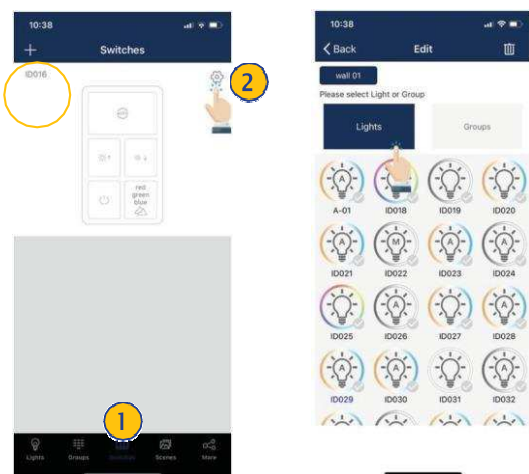 10:38
Switches
ID016
2
red
green
blue
1
Lights
Groups
Switches
Scenes
More
10:38
Back
Edit
wall 01
Please select Light or Group
Lights
Groups
A
A
A-01
ID018
ID019
ID020
A
M
A
A
ID021
ID022
ID023
ID024
A
A
ID025
ID026
ID027
ID028
A
A
A
ID029
ID030
ID031
ID032